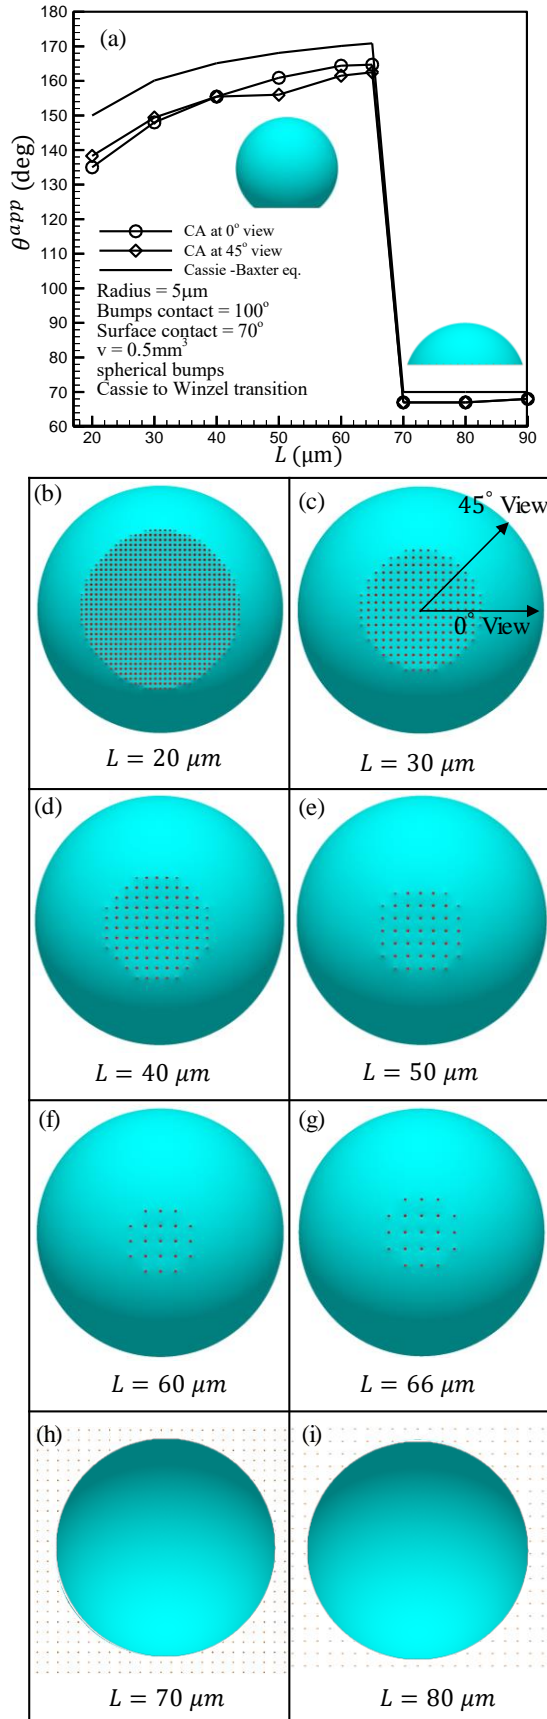 (a)
180
170
160
150
140
130
120
110
100
90
80
70
60
θ^app (deg)
CA at 0° view
CA at 45° view
Cassie -Baxter eq.
Radius = 5μm
Bumps contact = 100°
Surface contact = 70°
v = 0.5mm³
spherical bumps
Cassie to Winzel transition
20 30 40 50 60 70 80 90
L (μm)
(b)
L = 20 μm
(c)
45° View
0° View
L = 30 μm
(d)
L = 40 μm
(e)
L = 50 μm
(f)
L = 60 μm
(g)
L = 66 μm
(h)
L = 70 μm
(i)
L = 80 μm